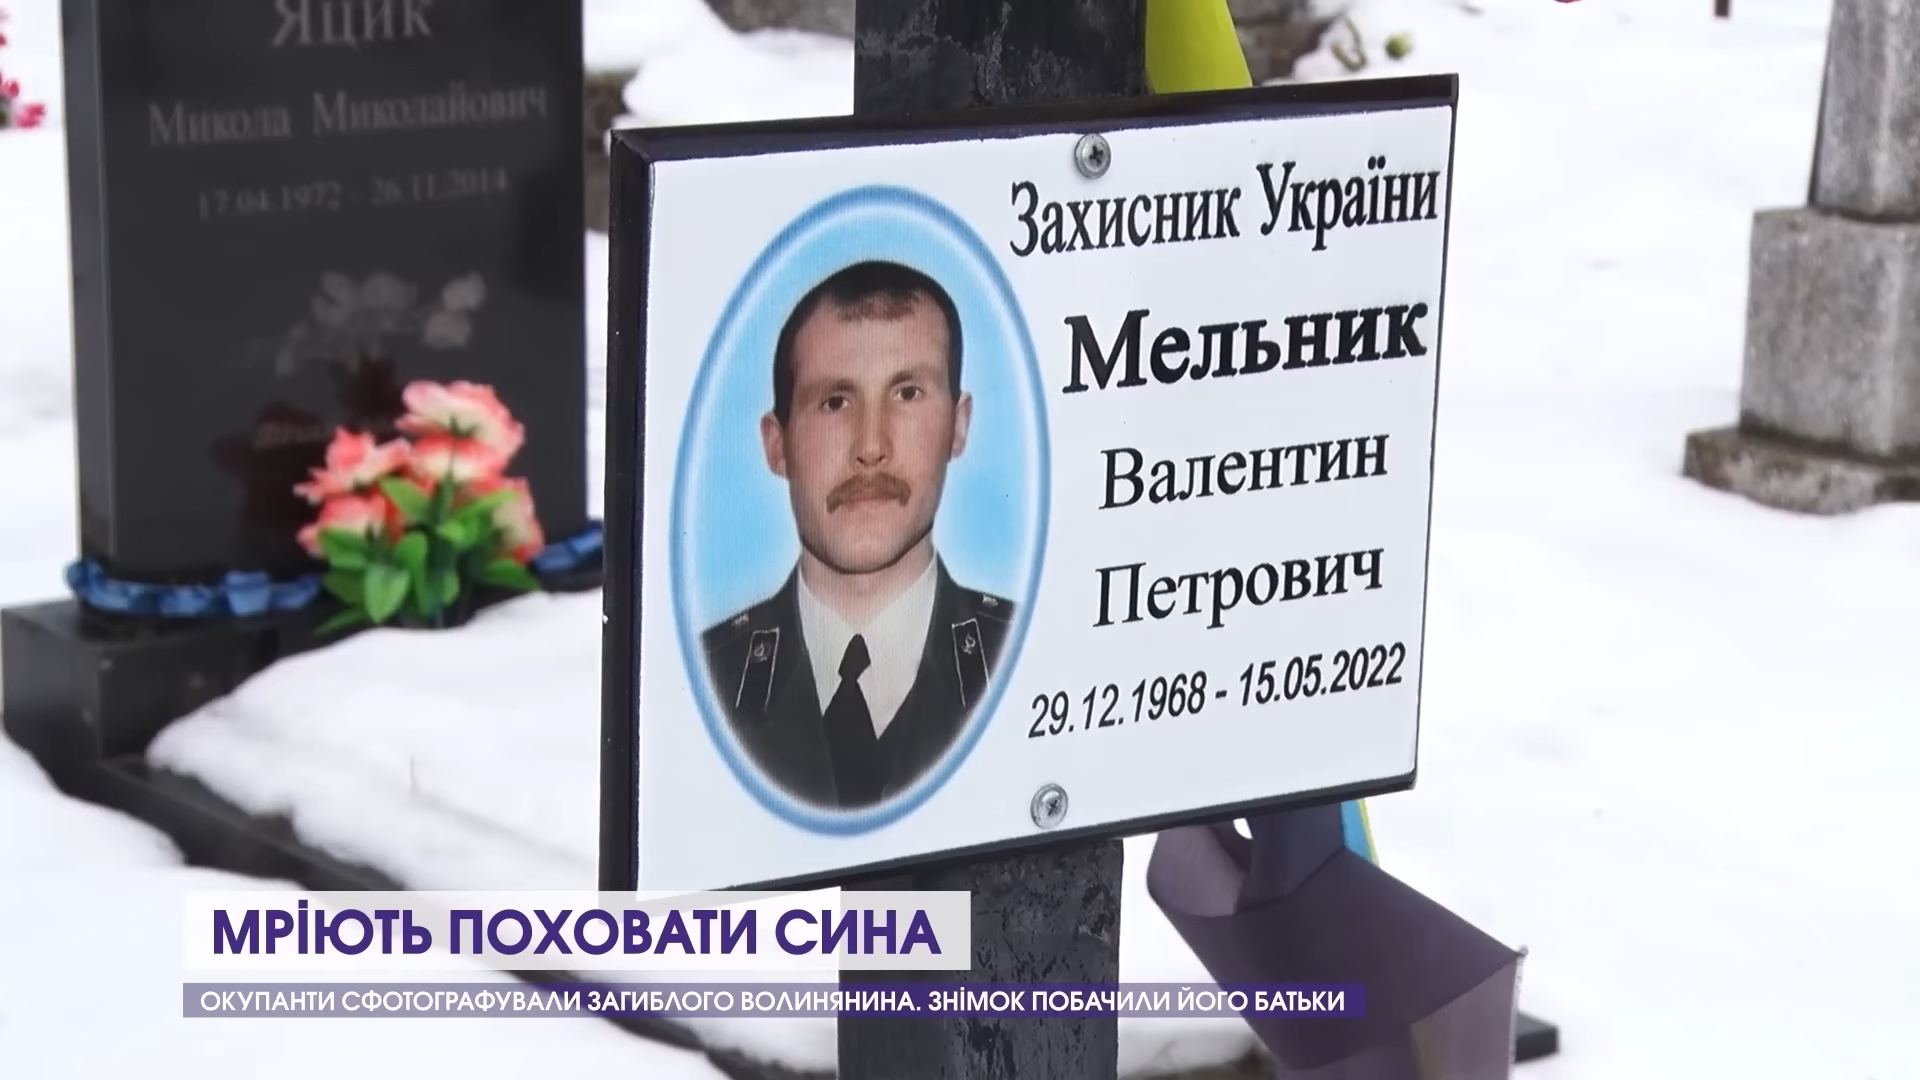 Яцик
Микола Миколайович
17.04.1972 - 26.11.2014
Захисник України
Мельник
Валентин
Петрович
29.12.1968 - 15.05.2022
МРІЮТЬ ПОХОВАТИ СИНА
ОКУПАНТИ СФОТОГРАФУВАЛИ ЗАГИБЛОГО ВОЛИНЯНИНА. ЗНІМОК ПОБАЧИЛИ ЙОГО БАТЬКИ